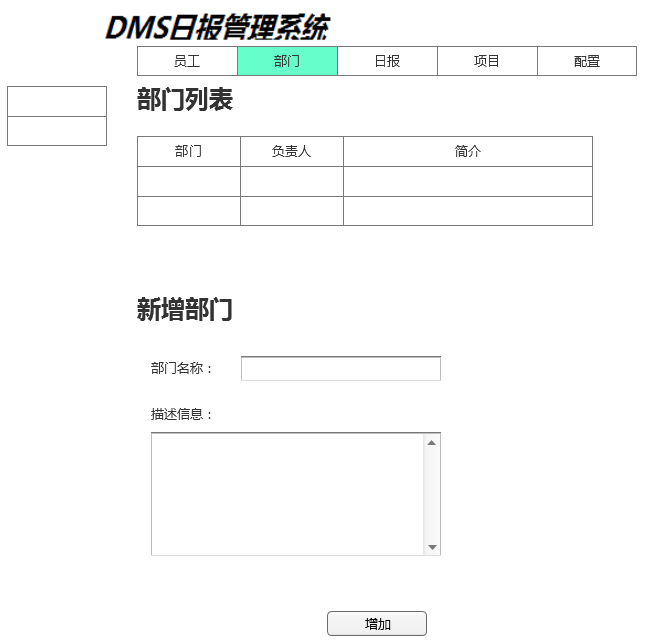 DMS日报管理系统
员工 部门 日报 项目 配置
部门列表
部门 负责人 简介
新增部门
部门名称：
描述信息：
增加